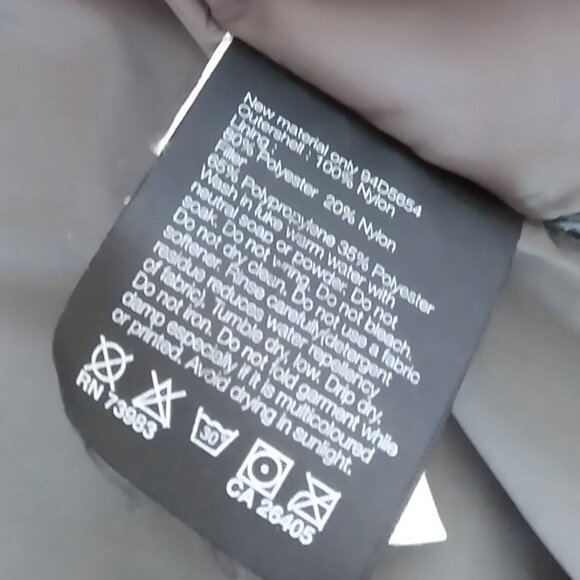 New material only 94D5654
Outershell : 100% Nylon
Lining :
80% Polyester 20% Nylon
Filler
65% Polypropylene 35% Polyester
Wash in luke warm water with
neutral soap or powder. Do not
soak. Do not wring. Do not bleach.
Do not dry clean. Do not use a fabric
softener. Rinse carefully (detergent
residue reduces water repellency
of fabric). Tumble dry, low. Drip dry.
Do not iron. Do not fold garment while
damp especially if it is multicoloured
or printed. Avoid drying in sunlight.
30°
RN 73983
CA 26405